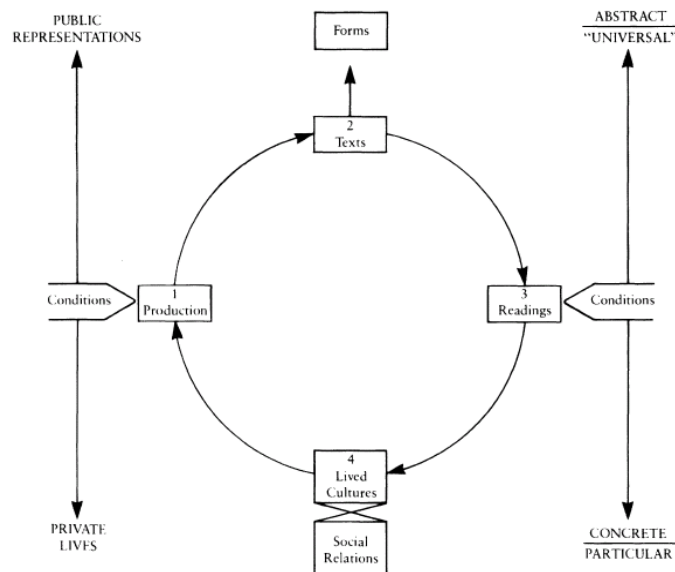 PUBLIC
REPRESENTATIONS
Forms
ABSTRACT
"UNIVERSAL"
2
Texts
Conditions
1
Production
3
Readings
Conditions
4
Lived
Cultures
PRIVATE
LIVES
Social
Relations
CONCRETE
PARTICULAR